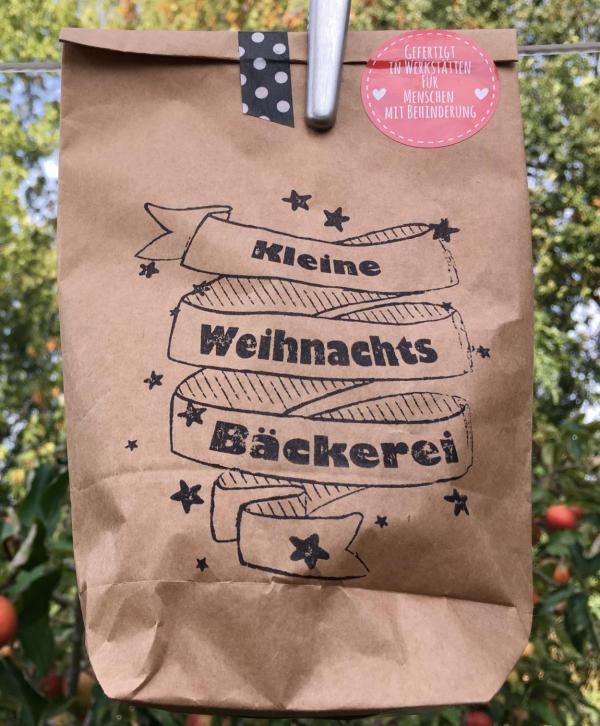 Gefertigt
in Werkstätten
für
Menschen
mit Behinderung
Kleine
Weihnachts
Bäckerei